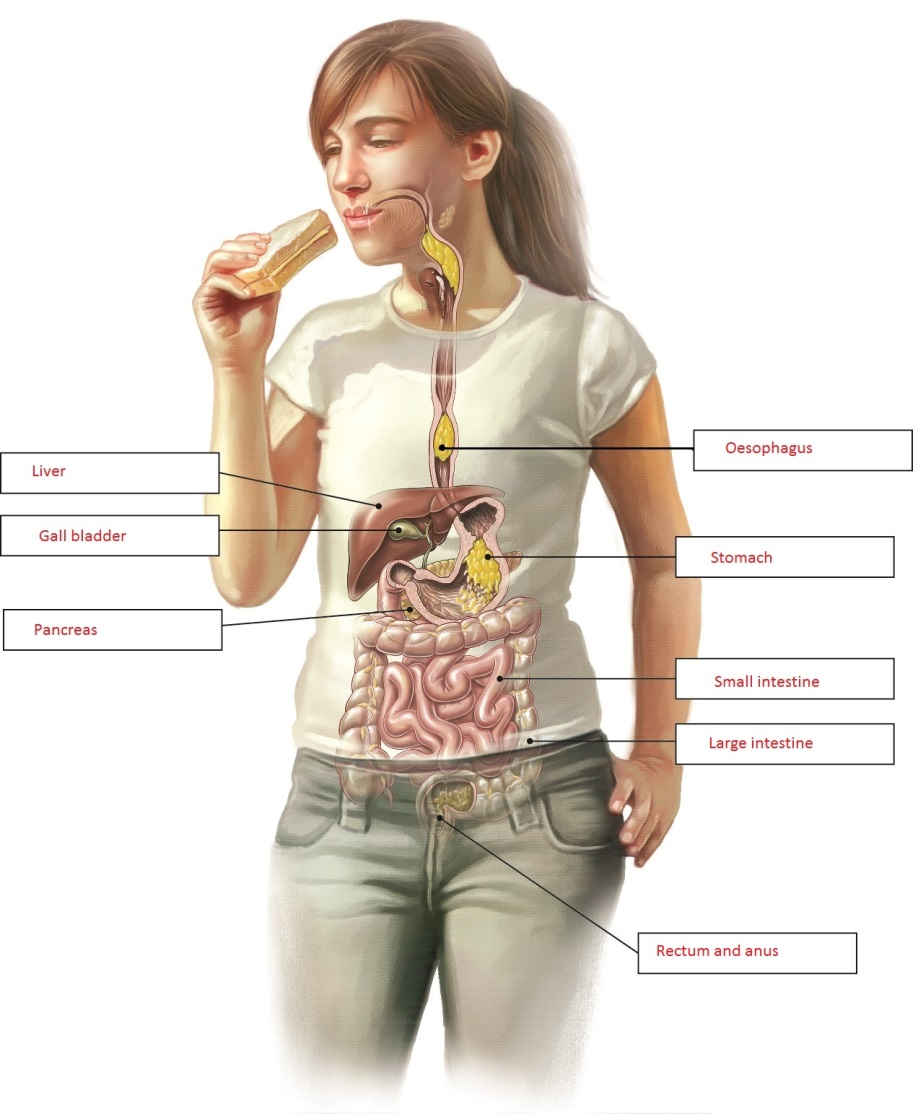 Oesophagus
Liver
Gall bladder
Stomach
Pancreas
Small intestine
Large intestine
Rectum and anus